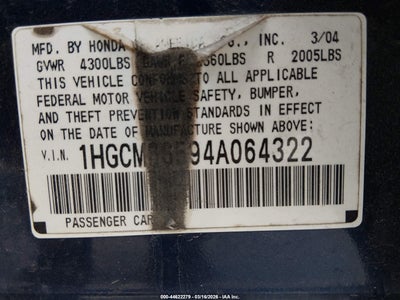 MFD. BY HONDA INC. 3/04
GVWR 4300LBS R 2005LBS
THIS VEHICLE CONFORMS TO ALL APPLICABLE
FEDERAL MOTOR VEHICLE SAFETY, BUMPER,
AND THEFT PREVENTION STANDARDS IN EFFECT
ON THE DATE OF MANUFACTURE SHOWN ABOVE:
V.I.N.
PASSENGER CAR
000-44622279 - 03/16/2026 - IAA Inc.